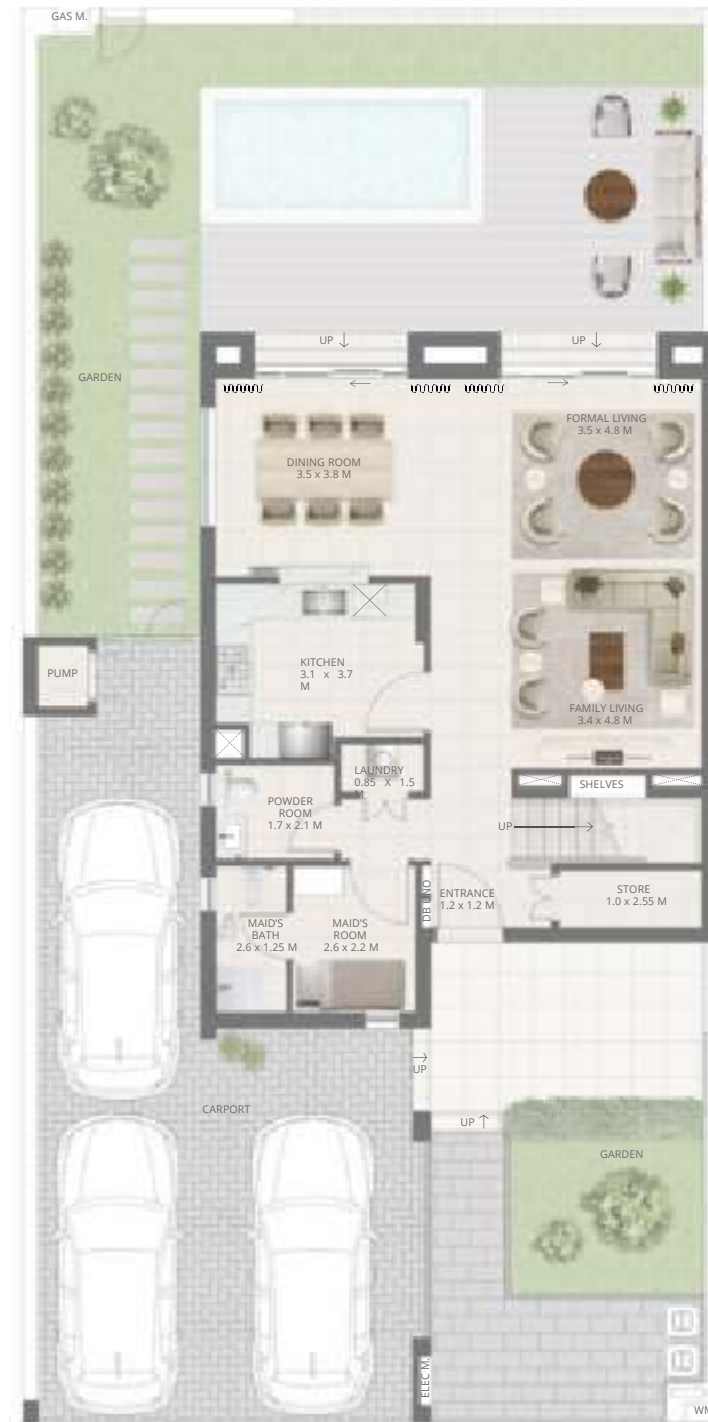 GAS M.
UP
UP
GARDEN
FORMAL LIVING
3.5 x 4.8 M
DINING ROOM
3.5 x 3.8 M
KITCHEN
3.1 x 3.7
M
PUMP
FAMILY LIVING
3.4 x 4.8 M
LAUNDRY
0.85 X 1.5
M
SHELVES
POWDER
ROOM
1.7 x 2.1 M
UP
DB UNO
ENTRANCE
1.2 x 1.2 M
STORE
1.0 x 2.55 M
MAID'S
BATH
2.6 x 1.25 M
MAID'S
ROOM
2.6 x 2.2 M
UP
CARPORT
UP
GARDEN
ELEC M.
WM